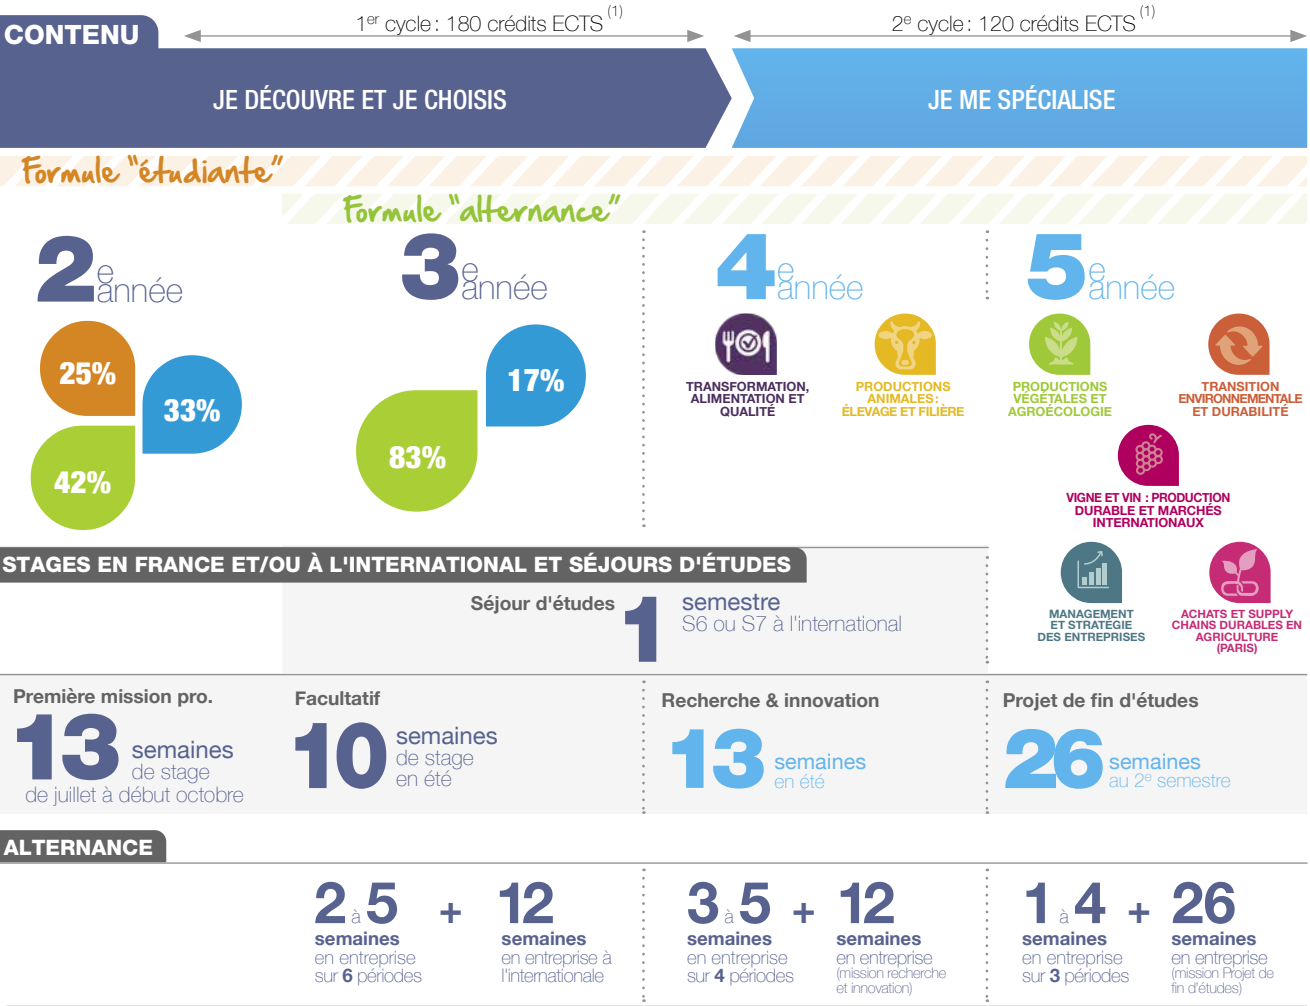 CONTENU
1er cycle : 180 crédits ECTS (1)
2e cycle : 120 crédits ECTS (1)
JE DÉCOUVRE ET JE CHOISIS
JE ME SPÉCIALISE
Formule "étudiante"
Formule "alternance"
2e année
3e année
4e année
5e année
25%
33%
42%
17%
83%
TRANSFORMATION,
ALIMENTATION ET
QUALITÉ
PRODUCTIONS
ANIMALES :
ÉLEVAGE ET FILIÈRE
PRODUCTIONS
VÉGÉTALES ET
AGROÉCOLOGIE
TRANSITION
ENVIRONNEMENTALE
ET DURABILITÉ
VIGNE ET VIN : PRODUCTION
DURABLE ET MARCHÉS
INTERNATIONAUX
MANAGEMENT
ET STRATÉGIE
DES ENTREPRISES
ACHATS ET SUPPLY
CHAINS DURABLES EN
AGRICULTURE
(PARIS)
STAGES EN FRANCE ET/OU À L'INTERNATIONAL ET SÉJOURS D'ÉTUDES
Séjour d'études
1 semestre
S6 ou S7 à l'international
Première mission pro.
13 semaines
de stage
de juillet à début octobre
Facultatif
10 semaines
de stage
en été
Recherche & innovation
13 semaines
en été
Projet de fin d'études
26 semaines
au 2e semestre
ALTERNANCE
2 à 5
semaines
en entreprise
sur 6 périodes
+
12
semaines
en entreprise à
l'internationale
3 à 5
semaines
en entreprise
sur 4 périodes
+
12
semaines
en entreprise
(mission recherche
et innovation)
1 à 4
semaines
en entreprise
sur 3 périodes
+
26
semaines
en entreprise
(mission Projet de
fin d'études)